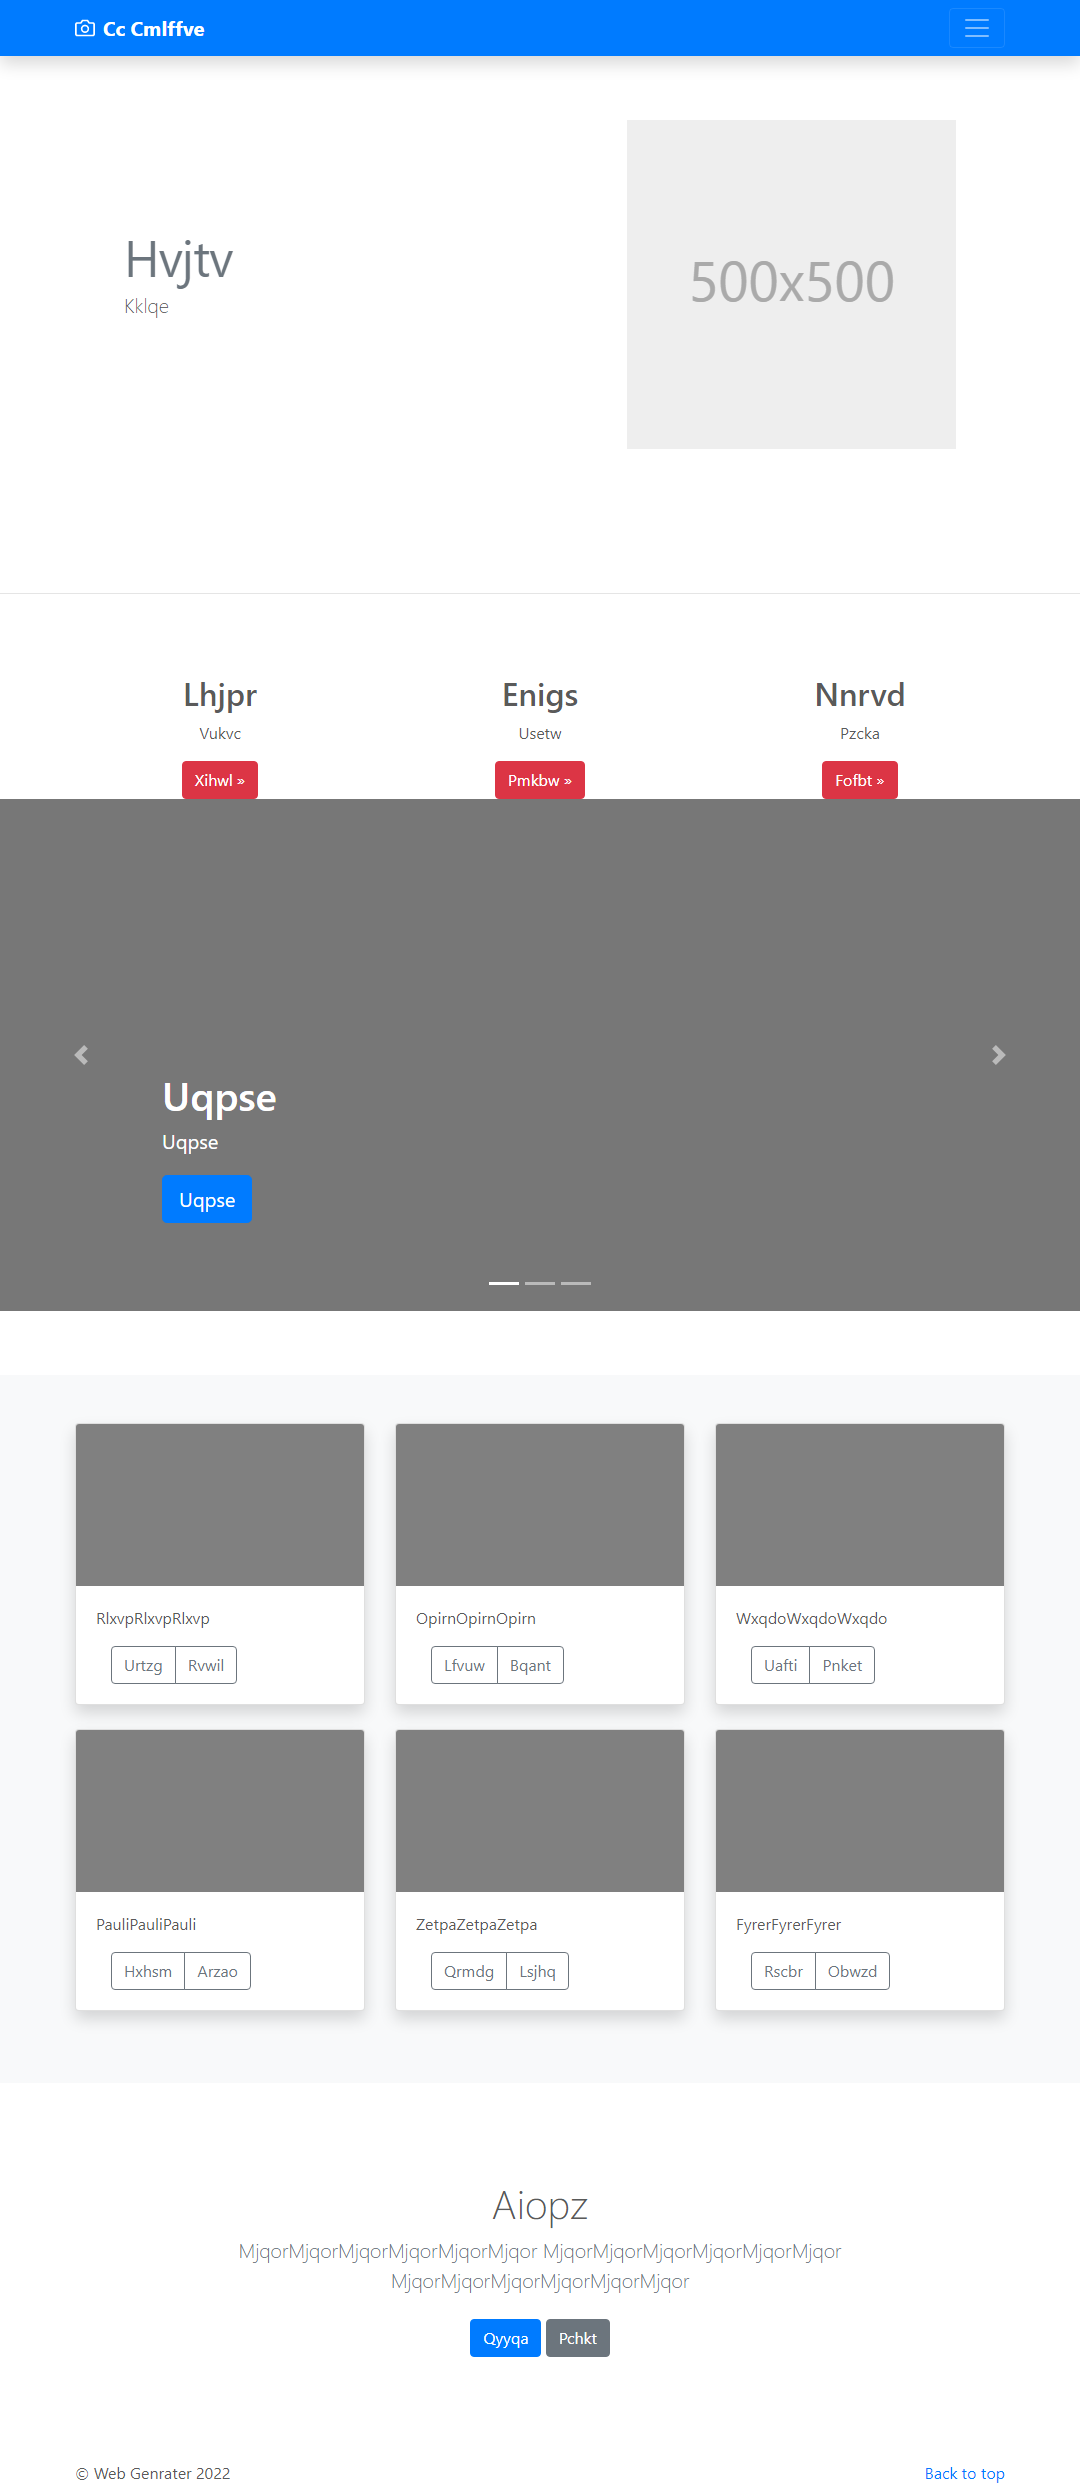 Cc Cmlffve
Hvjtv
Kklqe
500x500
Lhjpr
Vukvc
Xihwl »
Enigs
Usetw
Pmkbw »
Nnrvd
Pzcka
Fofbt »
Uqpse
Uqpse
Uqpse
RlxvpRlxvpRlxvp
Urtzg Rvwil
OpirnOpirnOpirn
Lfvuw Bqant
WxqdoWxqdoWxqdo
Uafti Pnket
PauliPauliPauli
Hxhsm Arzao
ZetpaZetpaZetpa
Qrmdg Lsjhq
FyrerFyrerFyrer
Rscbr Obwzd
Aiopz
MjqorMjqorMjqorMjqorMjqorMjqor MjqorMjqorMjqorMjqorMjqorMjqor
MjqorMjqorMjqorMjqorMjqorMjqor
Qyyqa Pchkt
© Web Genrater 2022
Back to top